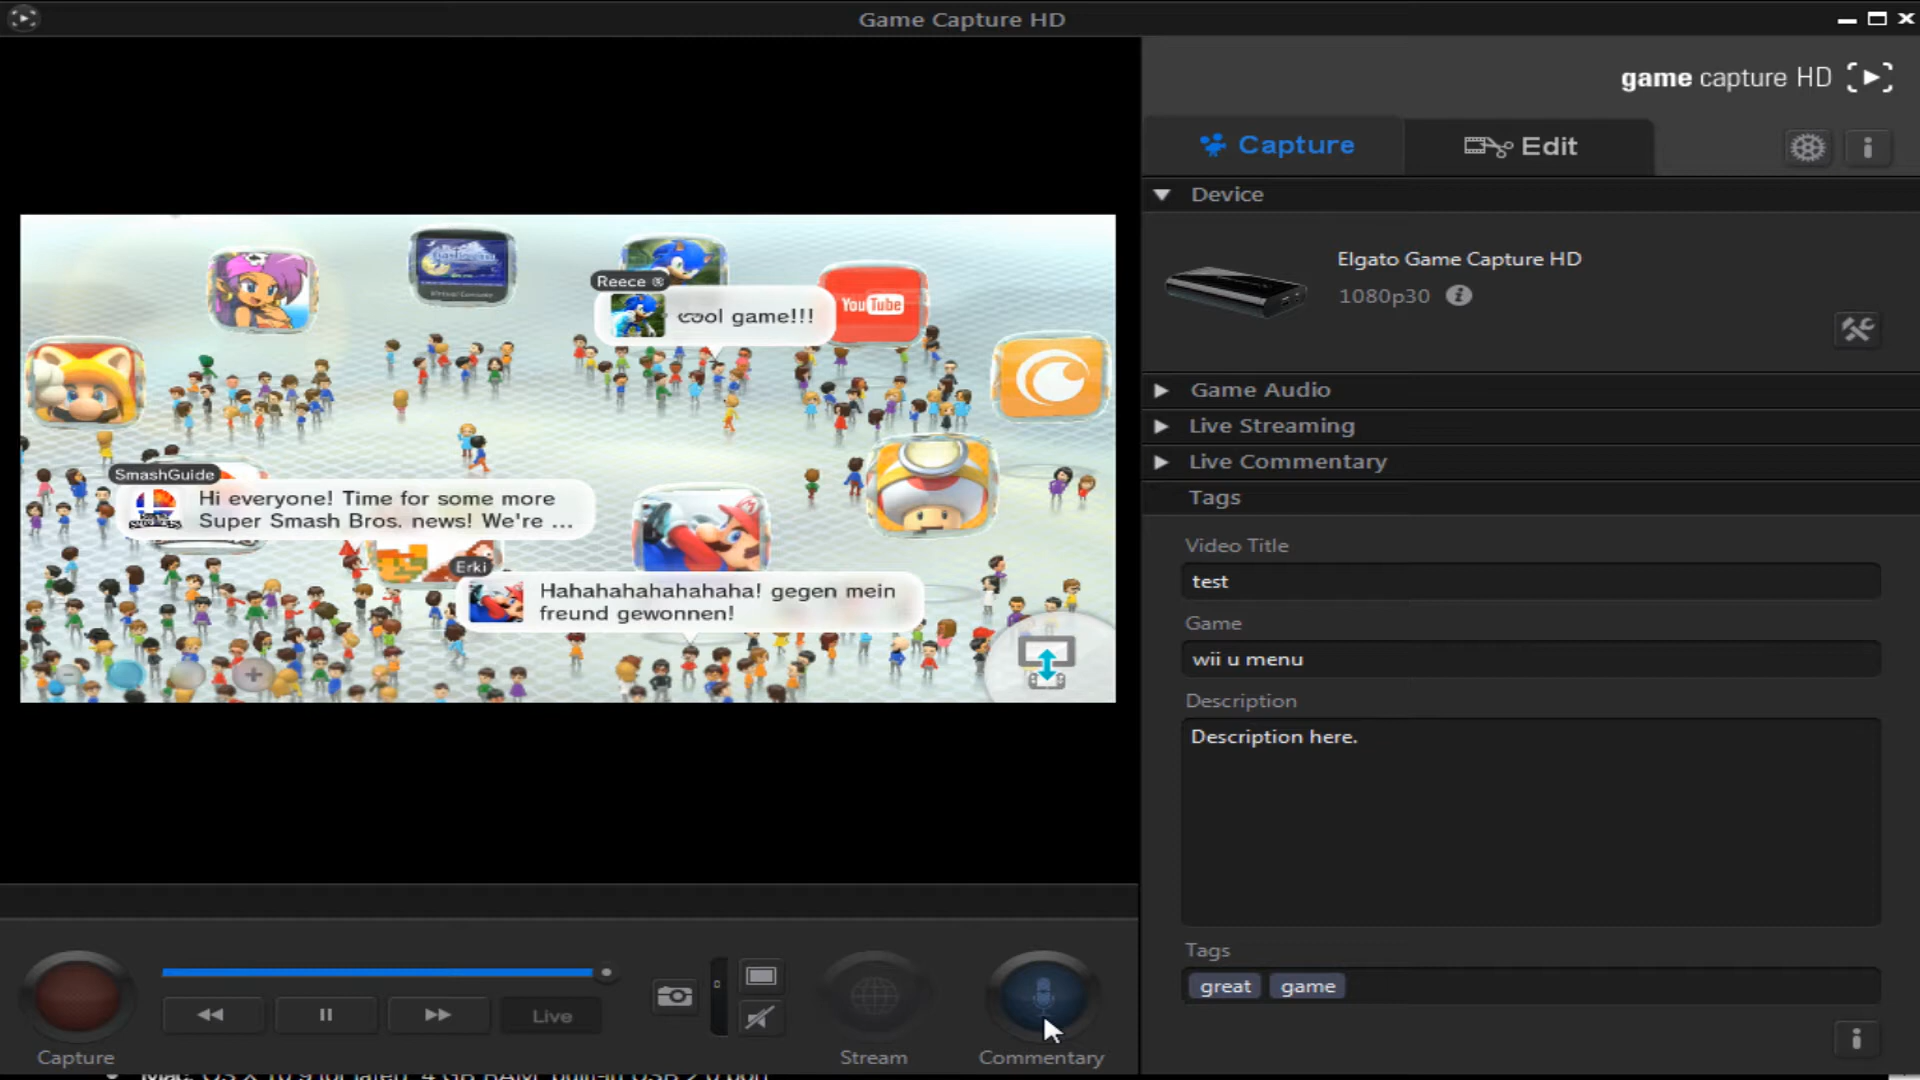 Game Capture HD
game capture HD
Capture
Edit
Device
Elgato Game Capture HD
1080p30
Game Audio
Live Streaming
Live Commentary
Tags
Video Title
test
Game
wii u menu
Description
Description here.
Tags
great game
Reece
cool game!!!
YouTube
SmashGuide
Hi everyone! Time for some more
Super Smash Bros. news! We're ...
Erki
Hahahahahahahaha! gegen mein
freund gewonnen!
Live
Capture
Stream
Commentary